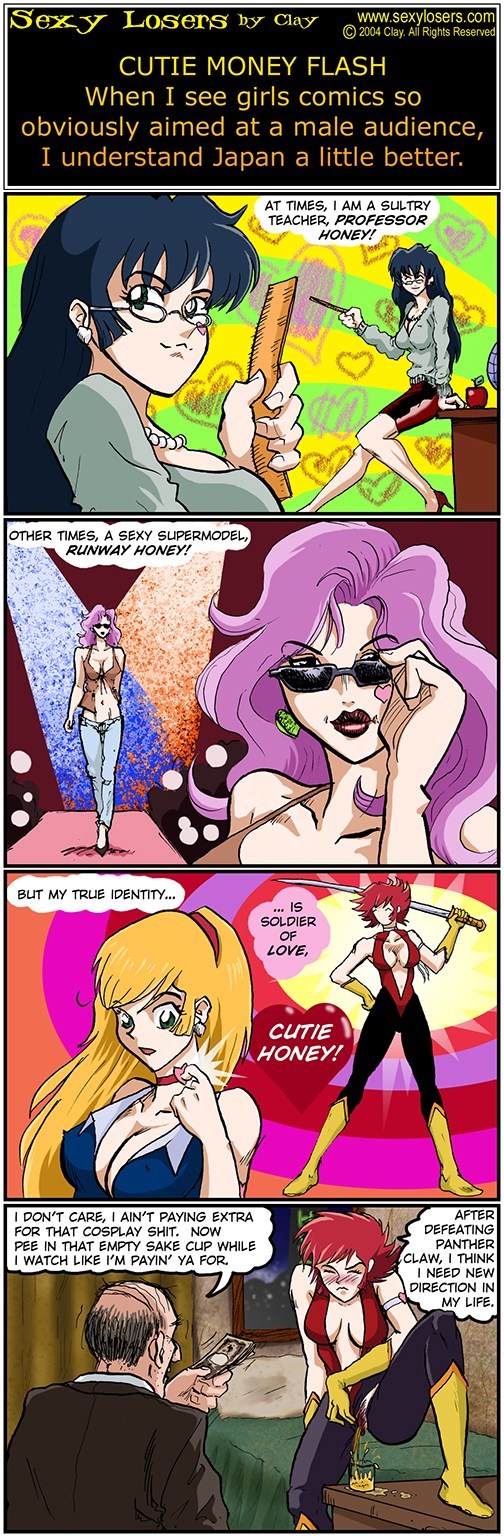 Sexy Losers by Clay
www.sexylosers.com
© 2004 Clay. All Rights Reserved
CUTIE MONEY FLASH
When I see girls comics so
obviously aimed at a male audience,
I understand Japan a little better.
AT TIMES, I AM A SULTRY
TEACHER, PROFESSOR
HONEY!
OTHER TIMES, A SEXY SUPERMODEL,
RUNWAY HONEY!
BUT MY TRUE IDENTITY...
... IS
SOLDIER
OF
LOVE,
CUTIE
HONEY!
I DON'T CARE, I AIN'T PAYING EXTRA
FOR THAT COSPLAY SHIT. NOW
PEE IN THAT EMPTY SAKE CUP WHILE
I WATCH LIKE I'M PAYIN' YA FOR.
AFTER
DEFEATING
PANTHER
CLAW, I THINK
I NEED NEW
DIRECTION IN
MY LIFE.